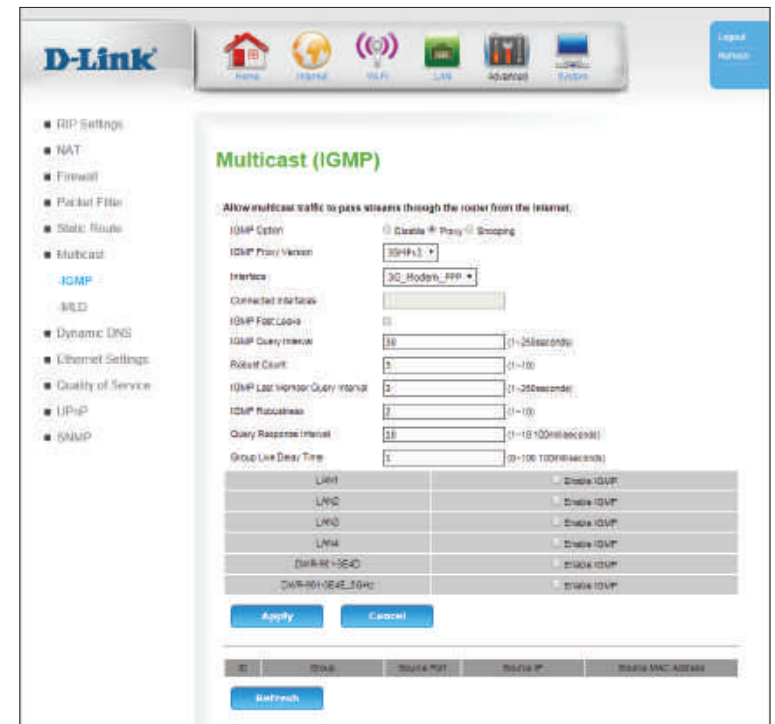 D-Link
Home
Internet
Wi-Fi
LAN
Advanced
System
Logout
Refresh
RIP Settings
NAT
Firewall
Packet Filter
Static Route
Multicast
-IGMP
-MLD
Dynamic DNS
Ethernet Settings
Quality of Service
UPnP
SNMP
Multicast (IGMP)
Allow multicast traffic to pass streams through the router from the Internet.
IGMP Option Disable Proxy Snooping
IGMP Proxy Version IGMPv2
Interface 3G_Modem_PPP
Connected Interfaces
IGMP Fast Leave
IGMP Query Interval 30 (1~250seconds)
Robust Count 3 (1~10)
IGMP Last Member Query Interval (1~250seconds)
IGMP Robustness 2 (1~10)
Query Response Interval 10
Group Live Delay Time
LAN1 Enable IGMP
LAN2 Enable IGMP
LAN3 Enable IGMP
LAN4 Enable IGMP
Enable IGMP
Enable IGMP
Apply Cancel
ID Group Source Port Source IP Source MAC Address
Refresh